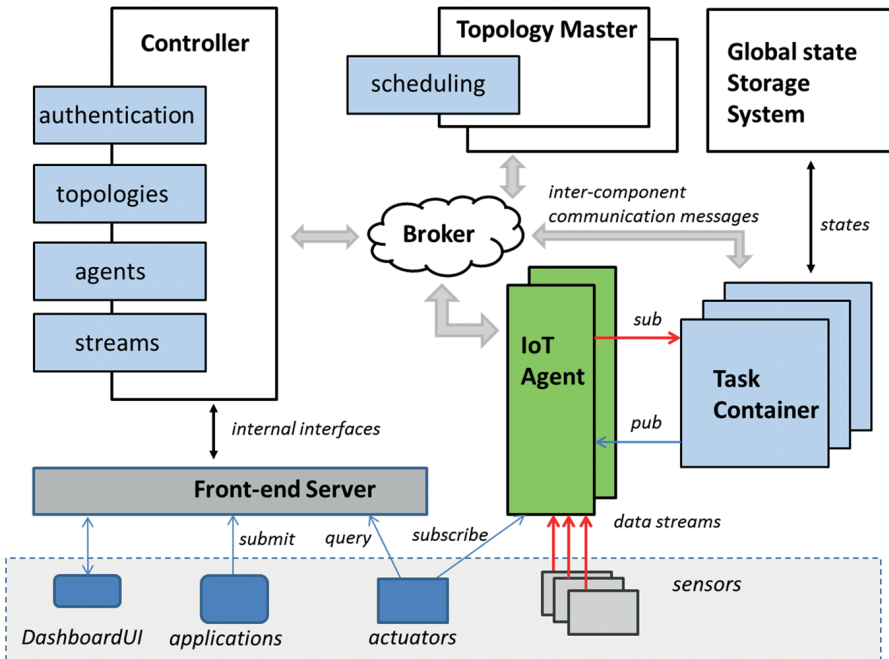 Controller
authentication
topologies
agents
streams
Topology Master
scheduling
Global state
Storage
System
inter-component
communication messages
Broker
states
IoT
Agent
sub
pub
Task
Container
internal interfaces
Front-end Server
submit
query
subscribe
data streams
sensors
DashboardUI
applications
actuators